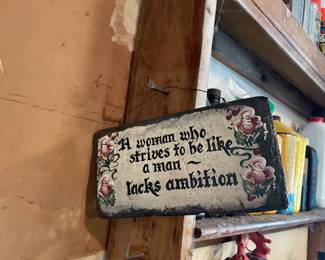 A woman who
strives to be like
a man ~
lacks ambition